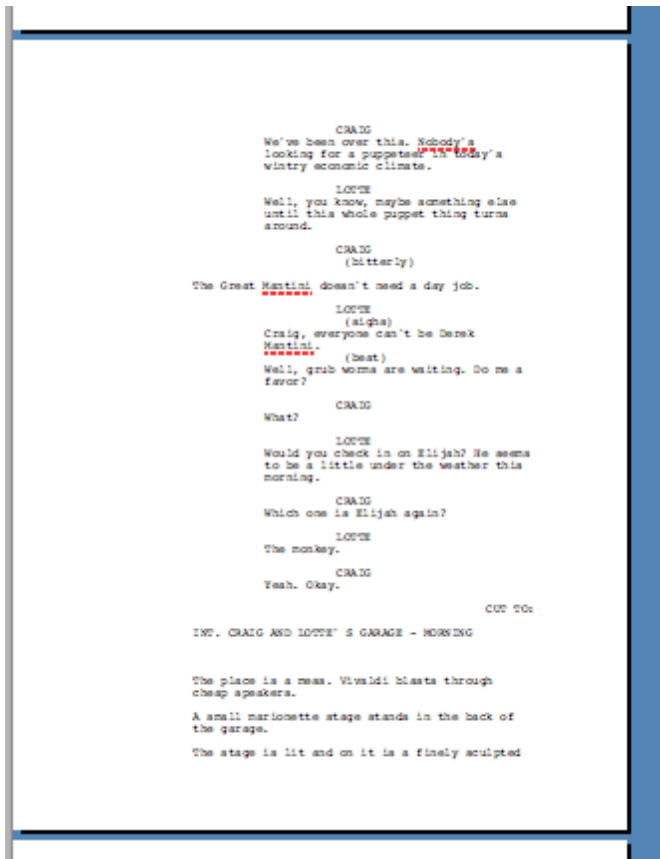 CRAIG
We've been over this. Nobody's
looking for a puppeteer in today's
wintry economic climate.
LOTTE
Well, you know, maybe something else
until this whole puppet thing turns
around.
CRAIG
(bitterly)
The Great Mantini doesn't need a day job.
LOTTE
(sighs)
Craig, everyone can't be Derek
Mantini.
(beat)
Well, grub worms are waiting. Do me a
favor?
CRAIG
What?
LOTTE
Would you check in on Elijah? He seems
to be a little under the weather this
morning.
CRAIG
Which one is Elijah again?
LOTTE
The monkey.
CRAIG
Yeah. Okay.
CUT TO:
INT. CRAIG AND LOTTE' S GARAGE - MORNING
The place is a mess. Vivaldi blasts through
cheap speakers.
A small marionette stage stands in the back of
the garage.
The stage is lit and on it is a finely sculpted